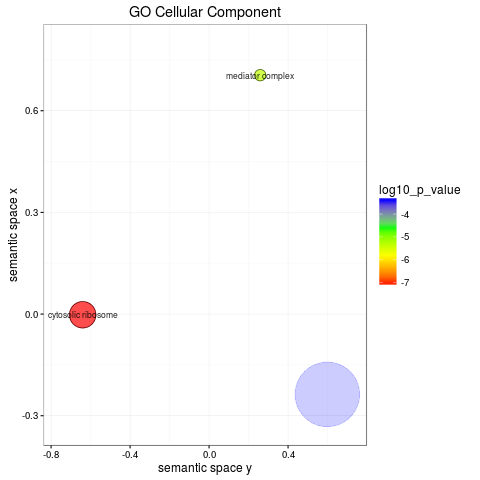 GO Cellular Component
mediator complex
cytosolic ribosome
semantic space x
0.6
0.3
0.0
-0.3
-0.8
-0.4
0.0
0.4
semantic space y
log10_p_value
-4
-5
-6
-7